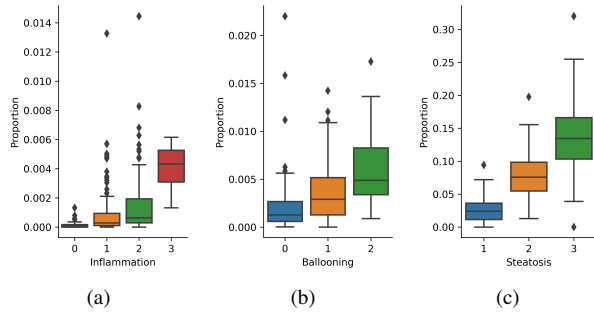 0.014
0.012
0.010
0.008
0.006
0.004
0.002
0.000
Proportion
0 1 2 3
Inflammation
(a)
0.020
0.015
0.010
0.005
0.000
Proportion
0 1 2
Ballooning
(b)
0.30
0.25
0.20
0.15
0.10
0.05
0.00
Proportion
1 2 3
Steatosis
(c)